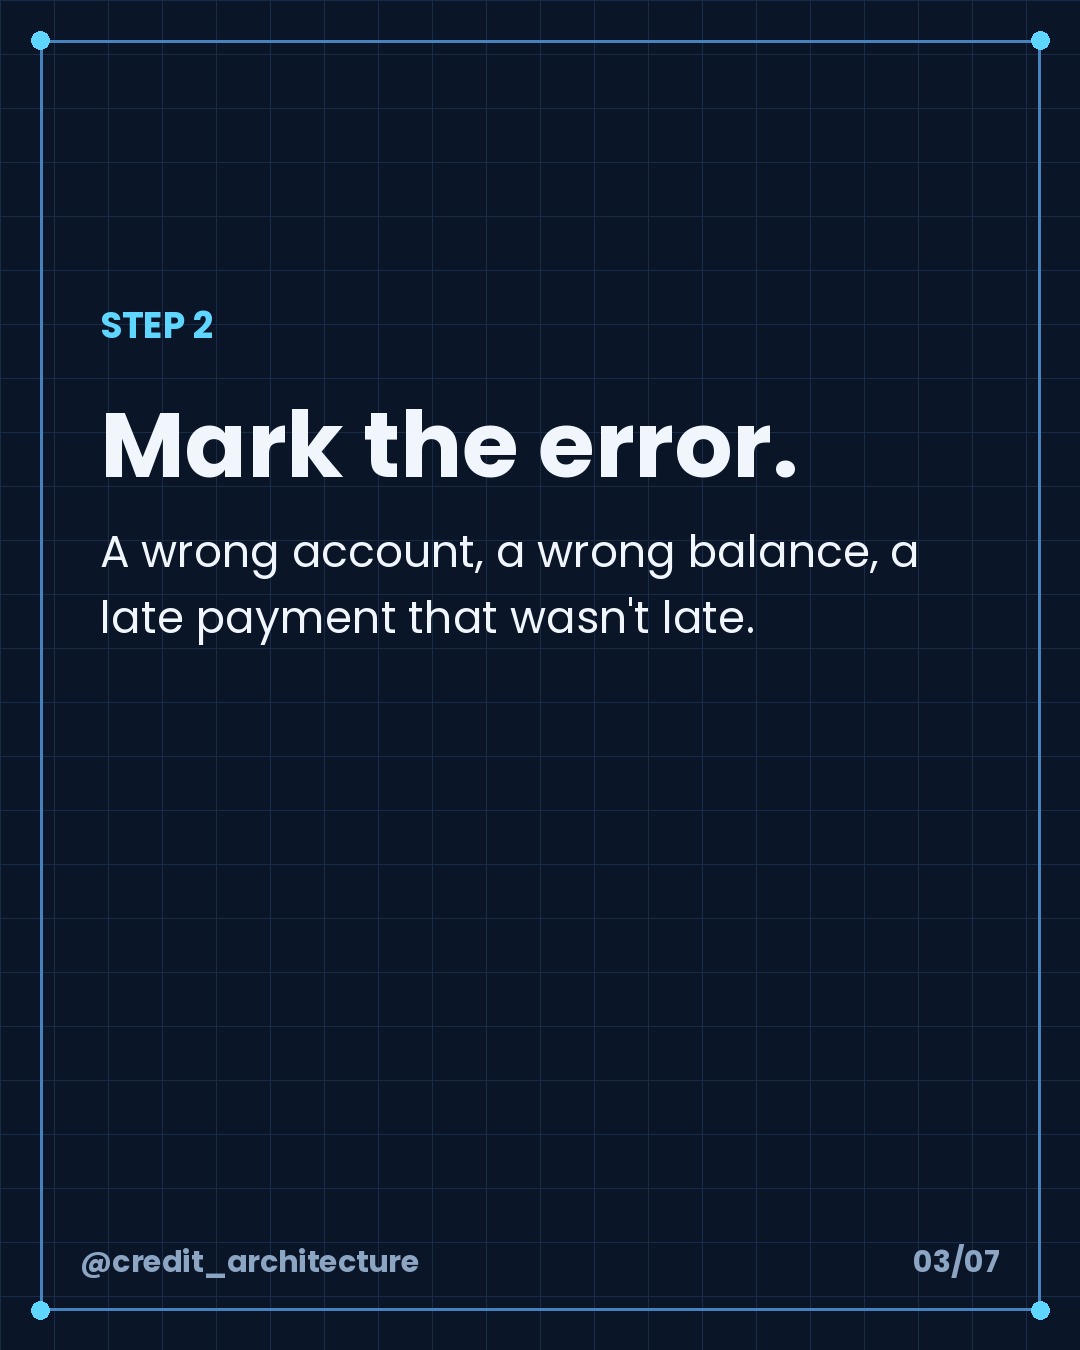 STEP 2
Mark the error.
A wrong account, a wrong balance, a
late payment that wasn't late.
@credit_architecture
03/07